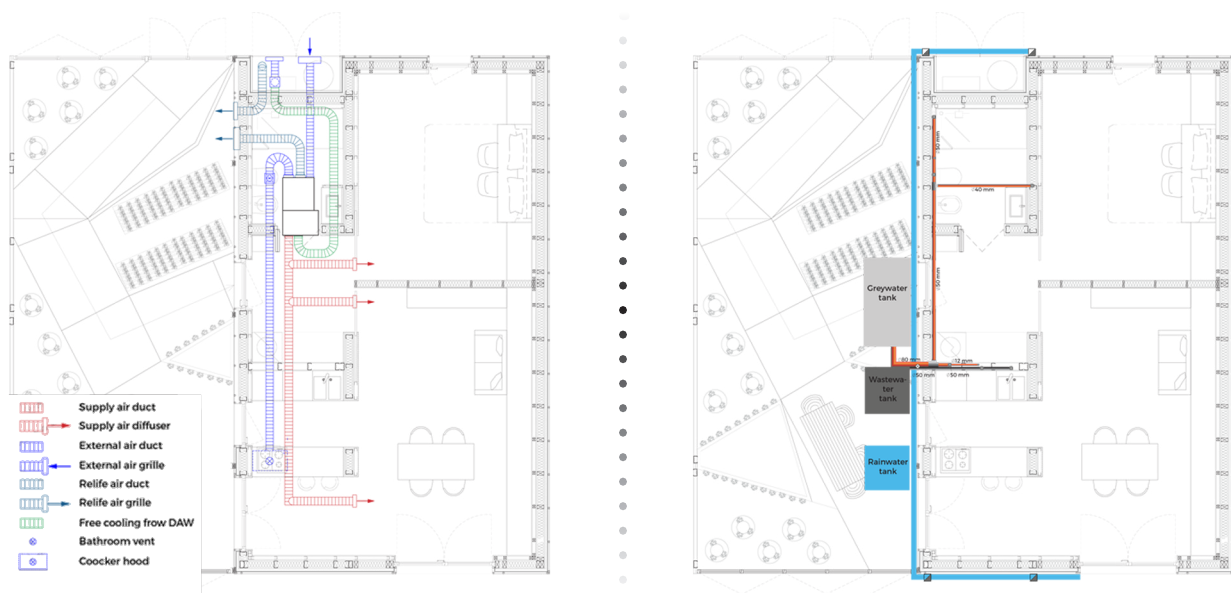 Supply air duct
Supply air diffuser
External air duct
External air grille
Relife air duct
Relife air grille
Free cooling frow DAW
Bathroom vent
Coocker hood
50 mm
40 mm
50 mm
Greywater
tank
80 mm
12 mm
50 mm
50 mm
Wastewa-
ter
tank
Rainwater
tank